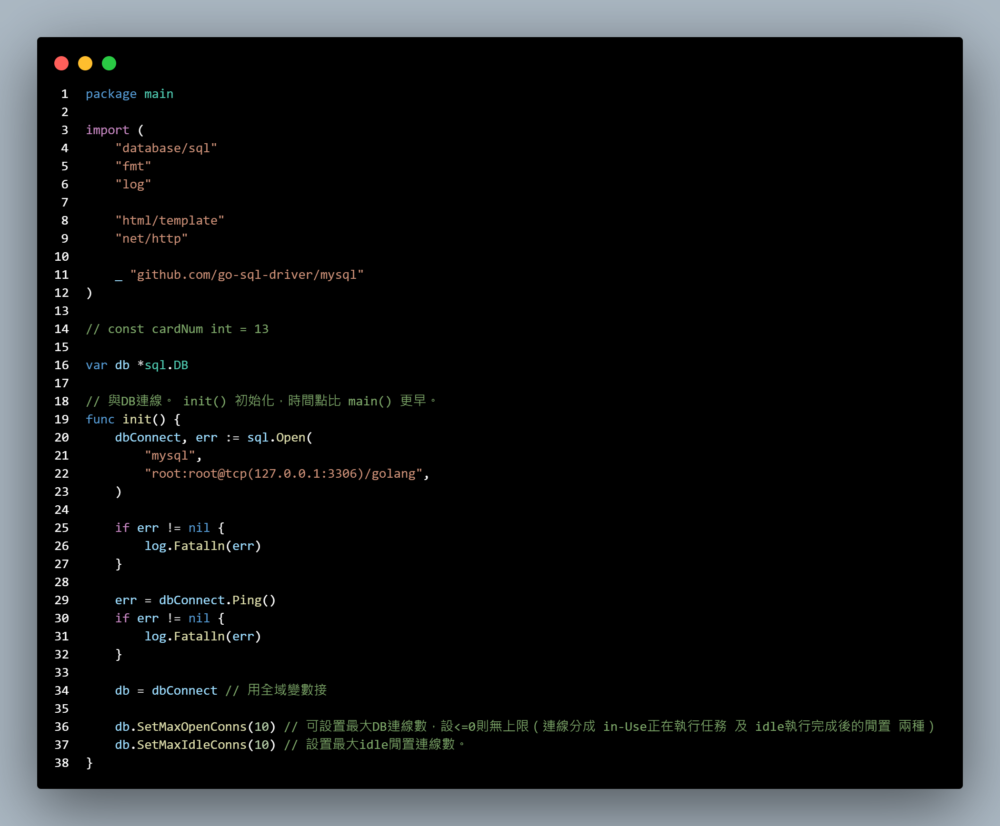 1 package main
2
3 import (
4     "database/sql"
5     "fmt"
6     "log"
7
8     "html/template"
9     "net/http"
10
11     _ "github.com/go-sql-driver/mysql"
12 )
13
14 // const cardNum int = 13
15
16 var db *sql.DB
17
18 // 與DB連線。 init() 初始化，時間點比 main() 更早。
19 func init() {
20     dbConnect, err := sql.Open(
21         "mysql",
22         "root:root@tcp(127.0.0.1:3306)/golang",
23     )
24
25     if err != nil {
26         log.Fatalln(err)
27     }
28
29     err = dbConnect.Ping()
30     if err != nil {
31         log.Fatalln(err)
32     }
33
34     db = dbConnect // 用全域變數接
35
36     db.SetMaxOpenConns(10) // 可設置最大DB連線數，設<=0則無上限（連線分成 in-Use正在執行任務 及 idle執行完成後的閒置 兩種）
37     db.SetMaxIdleConns(10) // 設置最大idle閒置連線數。
38 }